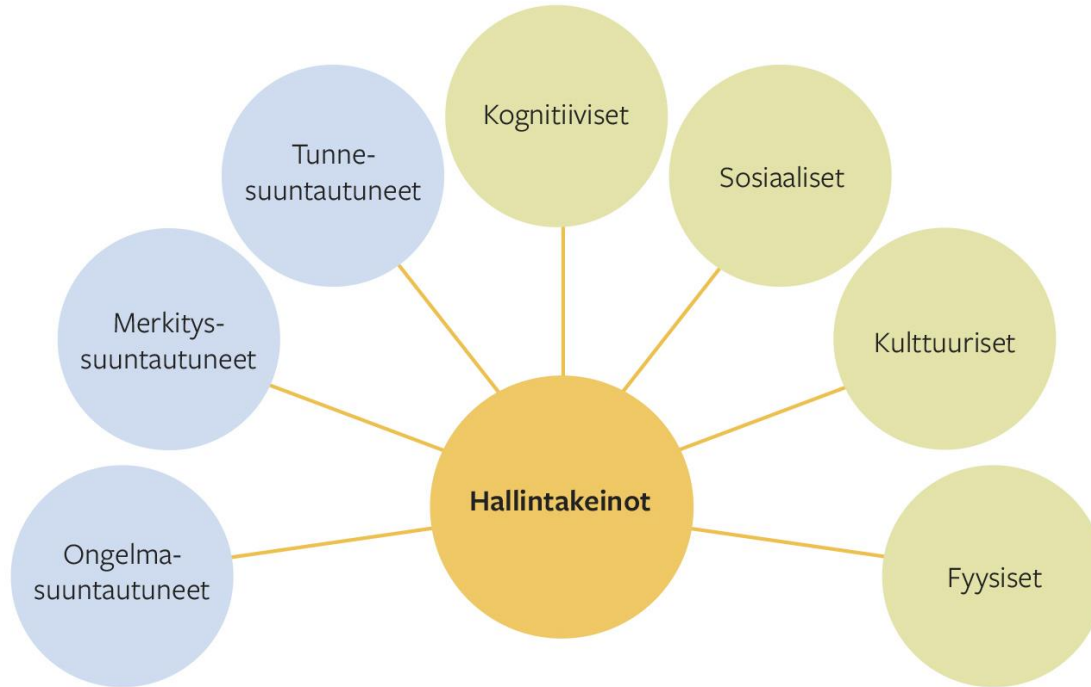 Kognitiiviset
Tunne-
suuntautuneet
Sosiaaliset
Merkitys-
suuntautuneet
Kulttuuriset
Hallintakeinot
Ongelma-
suuntautuneet
Fyysiset